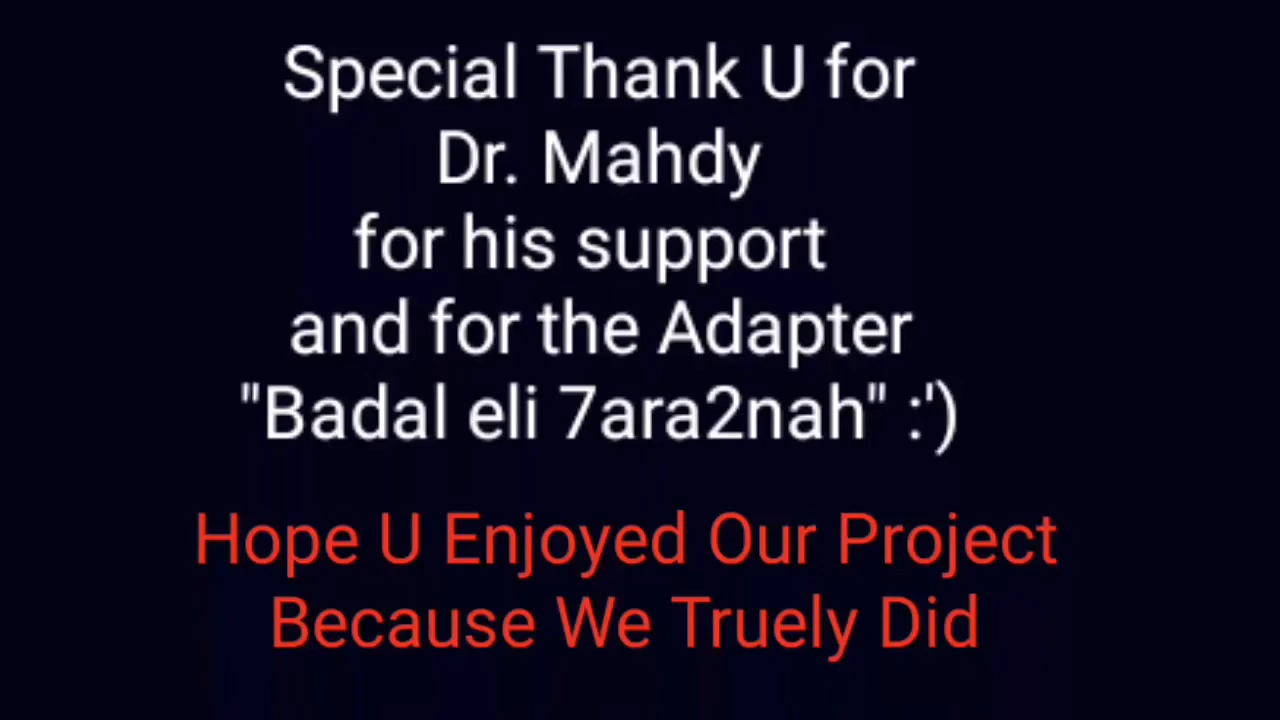 Special Thank U for
Dr. Mahdy
for his support
and for the Adapter
"Badal eli 7ara2nah" :')
Hope U Enjoyed Our Project
Because We Truely Did